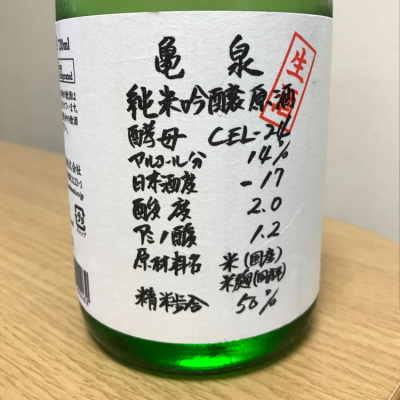 亀泉
純米吟醸原酒
生酒
酵母 CEL-24
アルコール分 14%
日本酒度 -17
酸度 2.0
アミノ酸 1.2
原材料名 米(国産)
米麹(国産米)
精米歩合 50%
720ml